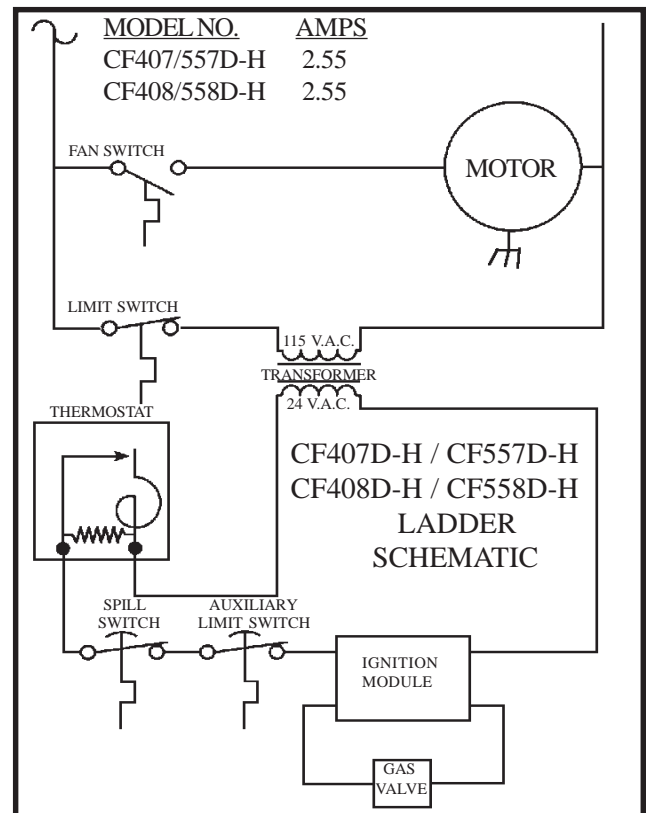 MODEL NO. AMPS
CF407/557D-H 2.55
CF408/558D-H 2.55
FAN SWITCH
MOTOR
LIMIT SWITCH
115 V.A.C.
TRANSFORMER
24 V.A.C.
THERMOSTAT
CF407D-H / CF557D-H
CF408D-H / CF558D-H
LADDER
SCHEMATIC
SPILL
SWITCH
AUXILIARY
LIMIT SWITCH
IGNITION
MODULE
GAS
VALVE